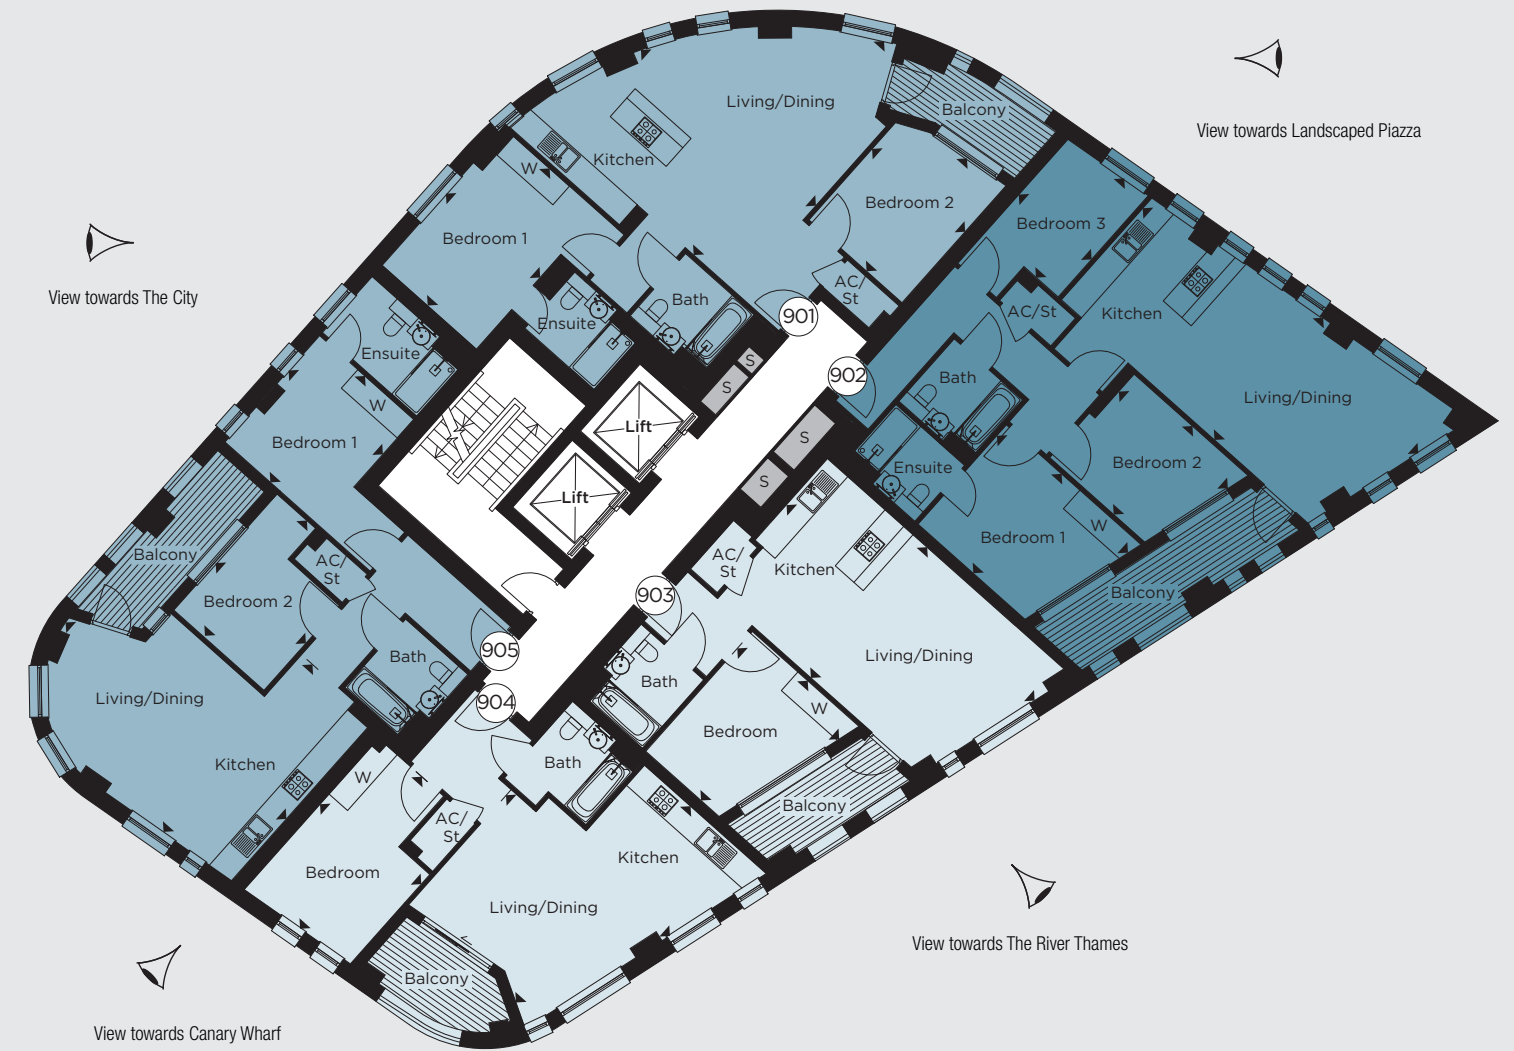 Living/Dining
Balcony
View towards Landscaped Piazza
Kitchen
W
Bedroom 2
Bedroom 3
Bedroom 1
View towards The City
AC/
St
Bath
Ensuite
901
AC/St
Kitchen
902
S
S
Ensuite
W
Bedroom 1
Lift
Bath
Living/Dining
S
S
Ensuite
Bedroom 2
Lift
W
Bedroom 1
Balcony
AC/
St
Bedroom 2
AC/
St
Kitchen
903
Balcony
905
Bath
Living/Dining
Bath
904
Living/Dining
W
Bedroom
Kitchen
W
Bath
Balcony
AC/
St
Bedroom
Kitchen
Living/Dining
Balcony
View towards The River Thames
View towards Canary Wharf